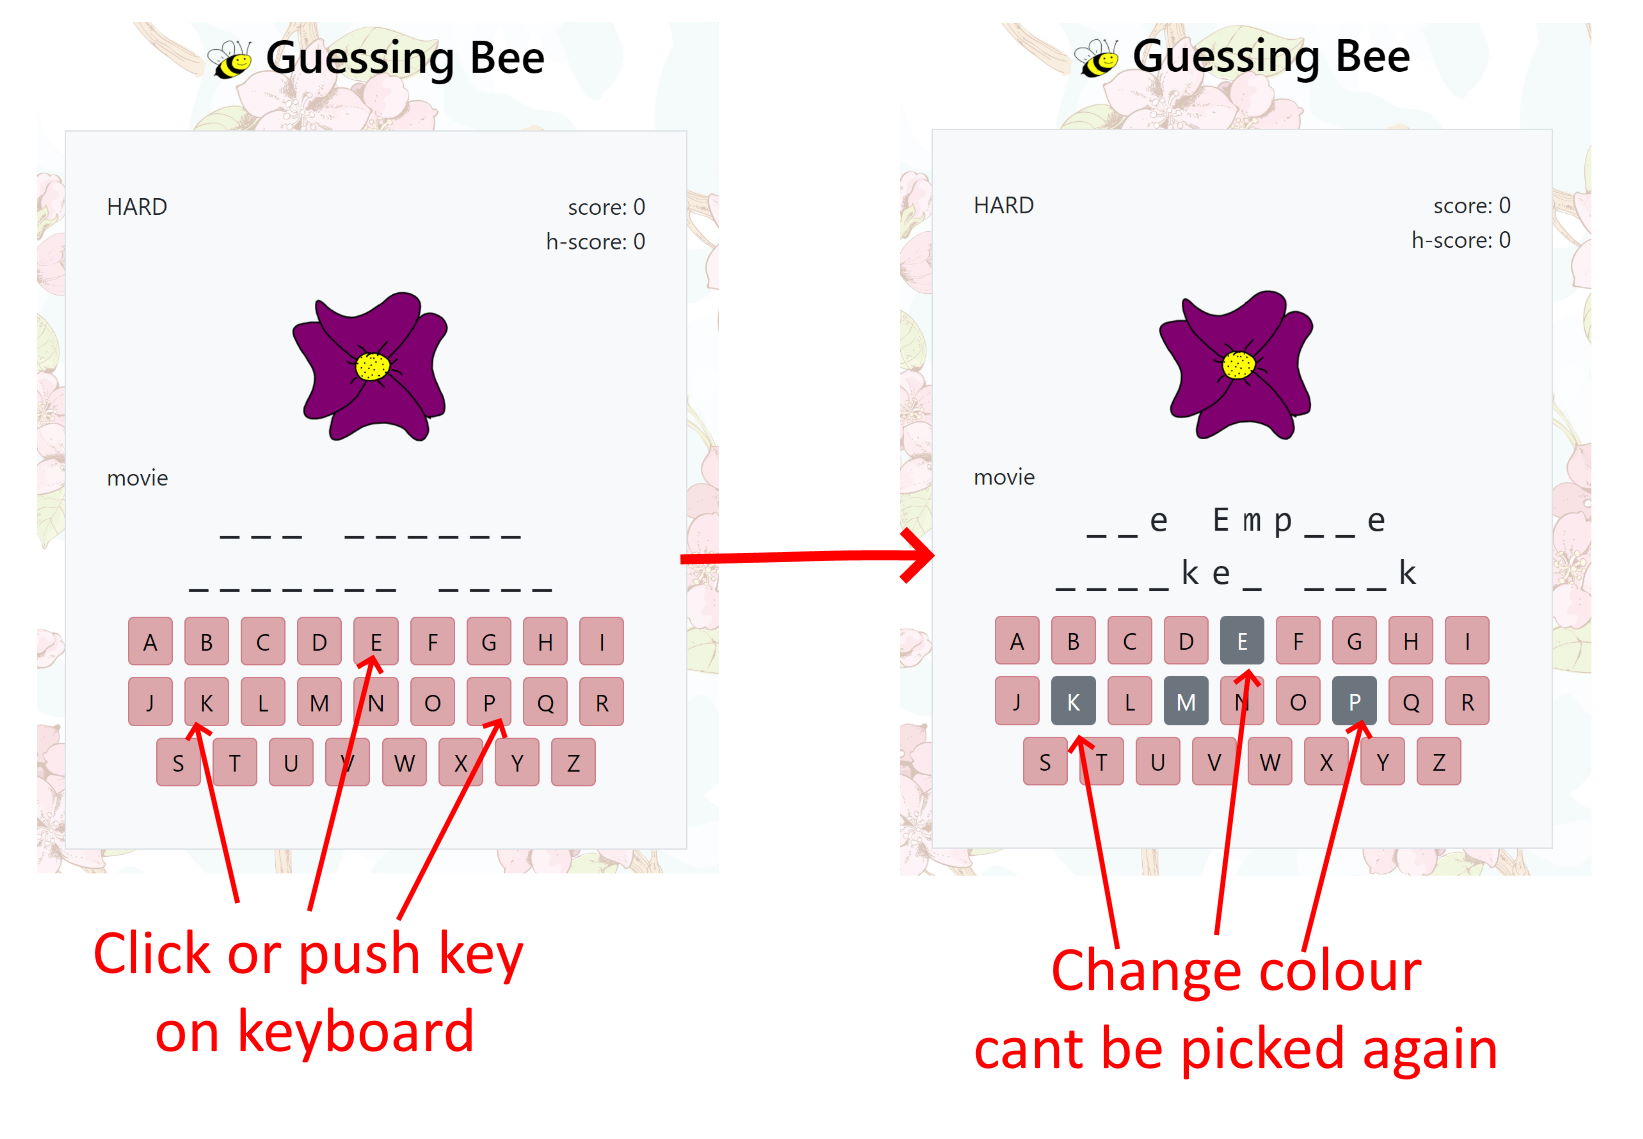 Guessing Bee
HARD
score: 0
h-score: 0
movie
_ _ _ _ _ _ _ _ _
_ _ _ _ _ _ _ _ _ _ _
A B C D E F G H I
J K L M N O P Q R
S T U V W X Y Z
Click or push key
on keyboard
Guessing Bee
HARD
score: 0
h-score: 0
movie
_ _ e E m p _ _ e
_ _ _ _ k e _ _ _ _ k
A B C D E F G H I
J K L M N O P Q R
S T U V W X Y Z
Change colour
cant be picked again